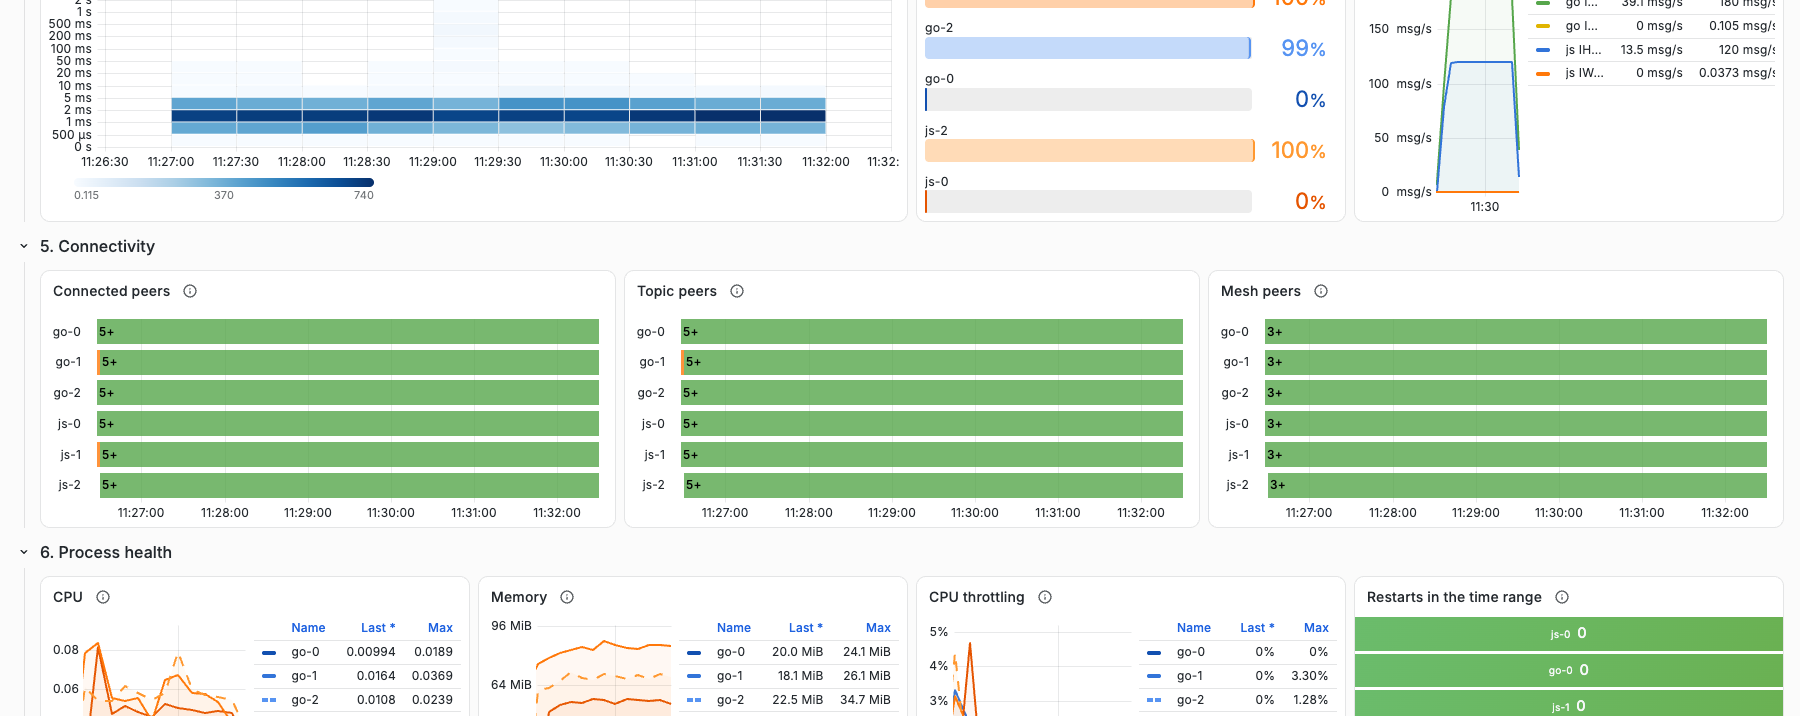 2 s
1 s
500 ms
200 ms
100 ms
50 ms
20 ms
10 ms
5 ms
2 ms
1 ms
500 µs
0 s
11:26:30 11:27:00 11:27:30 11:28:00 11:28:30 11:29:00 11:29:30 11:30:00 11:30:30 11:31:00 11:31:30 11:32:00 11:32:
0.115 370 740
100%
go-2
99%
go-0
0%
js-2
100%
js-0
0%
150 msg/s
100 msg/s
50 msg/s
0 msg/s
11:30
go I... 39.1 msg/s 180 msg/s
go I... 0 msg/s 0.105 msg/s
js IH... 13.5 msg/s 120 msg/s
js IW... 0 msg/s 0.0373 msg/s
5. Connectivity
Connected peers
go-0 5+
go-1 5+
go-2 5+
js-0 5+
js-1 5+
js-2 5+
11:27:00 11:28:00 11:29:00 11:30:00 11:31:00 11:32:00
Topic peers
go-0 5+
go-1 5+
go-2 5+
js-0 5+
js-1 5+
js-2 5+
11:27:00 11:28:00 11:29:00 11:30:00 11:31:00 11:32:00
Mesh peers
go-0 3+
go-1 3+
go-2 3+
js-0 3+
js-1 3+
js-2 3+
11:27:00 11:28:00 11:29:00 11:30:00 11:31:00 11:32:00
6. Process health
CPU
0.08
0.06
Name Last * Max
go-0 0.00994 0.0189
go-1 0.0164 0.0369
go-2 0.0108 0.0239
Memory
96 MiB
64 MiB
Name Last * Max
go-0 20.0 MiB 24.1 MiB
go-1 18.1 MiB 26.1 MiB
go-2 22.5 MiB 34.7 MiB
CPU throttling
5%
4%
3%
Name Last * Max
go-0 0% 0%
go-1 0% 3.30%
go-2 0% 1.28%
Restarts in the time range
js-0 0
go-0 0
js-1 0